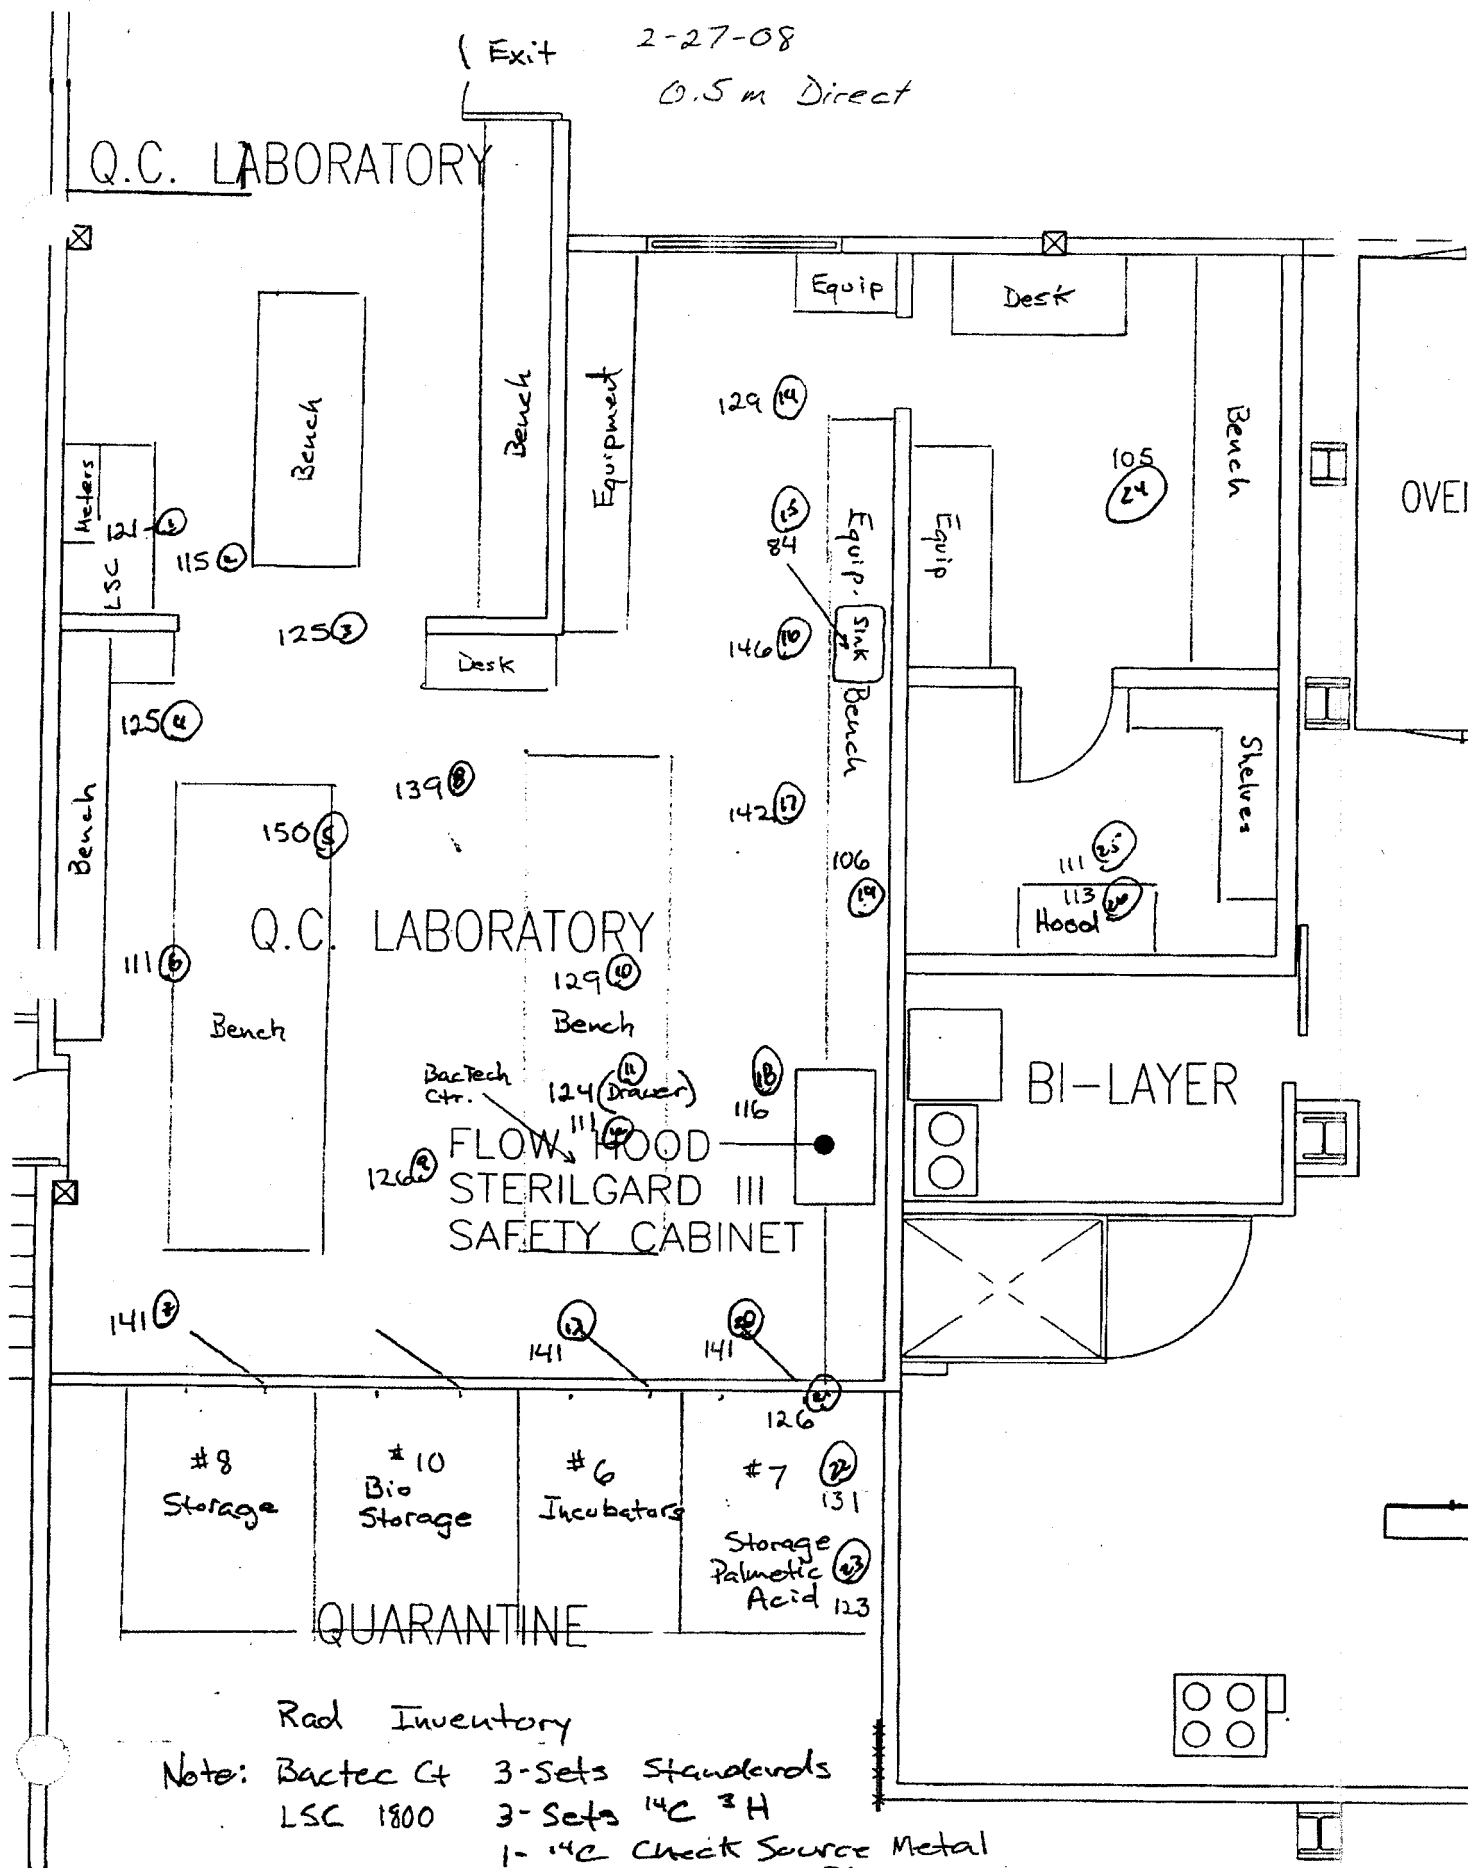 Exit 2-27-08
0.5 m Direct
Q.C. LABORATORY
Equip
Desk
Bench
Bench
Equipment
129 14
Bench
105
24
OVEN
Meters
LSC
121 1
115 2
15
84
Equip.
Equip
125 3
Desk
146 16
Sink
Bench
125 4
Bench
139 8
150 5
142 17
Shelves
106
19
111 25
113 26
Hood
Q.C. LABORATORY
111 6
129 10
Bench
Bench
BacTech
Ctr.
11
124 (Drawer)
111 12
18
116
BI-LAYER
126 9
FLOW HOOD
STERILGARD III
SAFETY CABINET
141 7
13
141
20
141
21
126
#8
Storage
#10
Bio
Storage
#6
Incubators
#7 22
131
Storage
Palmetic 23
Acid 123
QUARANTINE
Rad Inventory
Note: Bactec Ct 3-Sets Standards
LSC 1800 3-Sets 14C 3H
1- 14C Check Source Metal